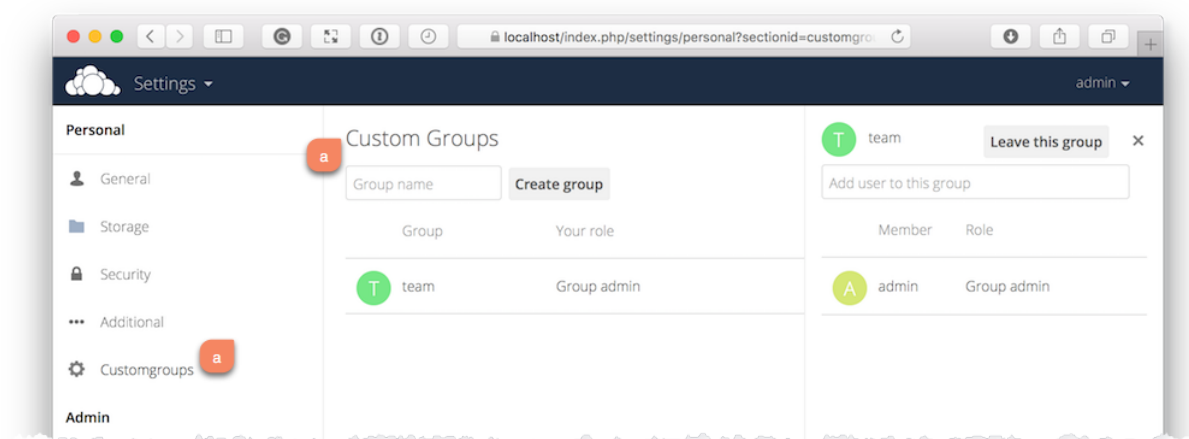 localhost/index.php/settings/personal?sectionid=customgro
Settings
admin
Personal
General
Storage
Security
Additional
Customgroups
a
Admin
a
Custom Groups
Group name
Create group
Group Your role
T team Group admin
T team
Leave this group
Add user to this group
Member Role
A admin Group admin